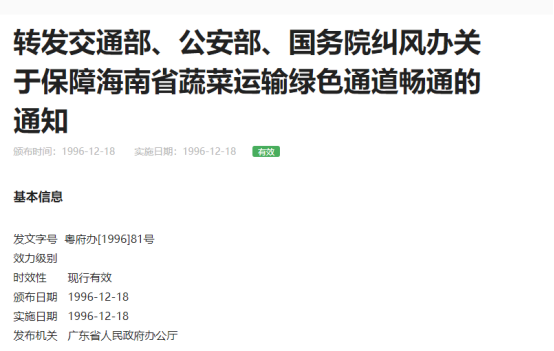 转发交通部、公安部、国务院纠风办关
于保障海南省蔬菜运输绿色通道畅通的
通知
颁布时间：1996-12-18 实施日期：1996-12-18 有效
基本信息
发文字号 粤府办[1996]81号
效力级别
时效性 现行有效
颁布日期 1996-12-18
实施日期 1996-12-18
发布机关 广东省人民政府办公厅